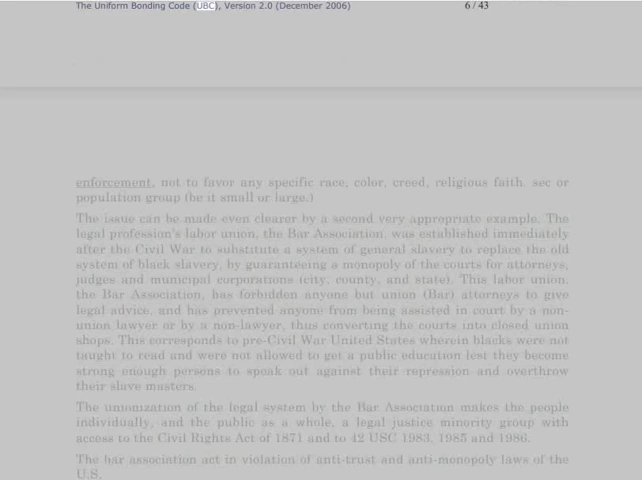 The Uniform Bonding Code (UBC), Version 2.0 (December 2006) 6 / 43
enforcement, not to favor any specific race, color, creed, religious faith, sec or
population group (be it small or large.)
The issue can be made even clearer by a second very appropriate example. The
legal profession's labor union, the Bar Association, was established immediately
after the Civil War to substitute a system of general slavery to replace the old
system of black slavery, by guaranteeing a monopoly of the courts for attorneys,
judges and municipal corporations (city, county, and state). This labor union,
the Bar Association, has forbidden anyone but union (Bar) attorneys to give
legal advice, and has prevented anyone from being assisted in court by a non-
union lawyer or by a non-lawyer, thus converting the courts into closed union
shops. This corresponds to pre-Civil War United States wherein blacks were not
taught to read and were not allowed to get a public education lest they become
strong enough persons to speak out against their repression and overthrow
their slave masters.
The unionization of the legal system by the Bar Association makes the people
individually, and the public as a whole, a legal justice minority group with
access to the Civil Rights Act of 1871 and to 42 USC 1983, 1985 and 1986.
The bar association act in violation of anti-trust and anti-monopoly laws of the
U.S.